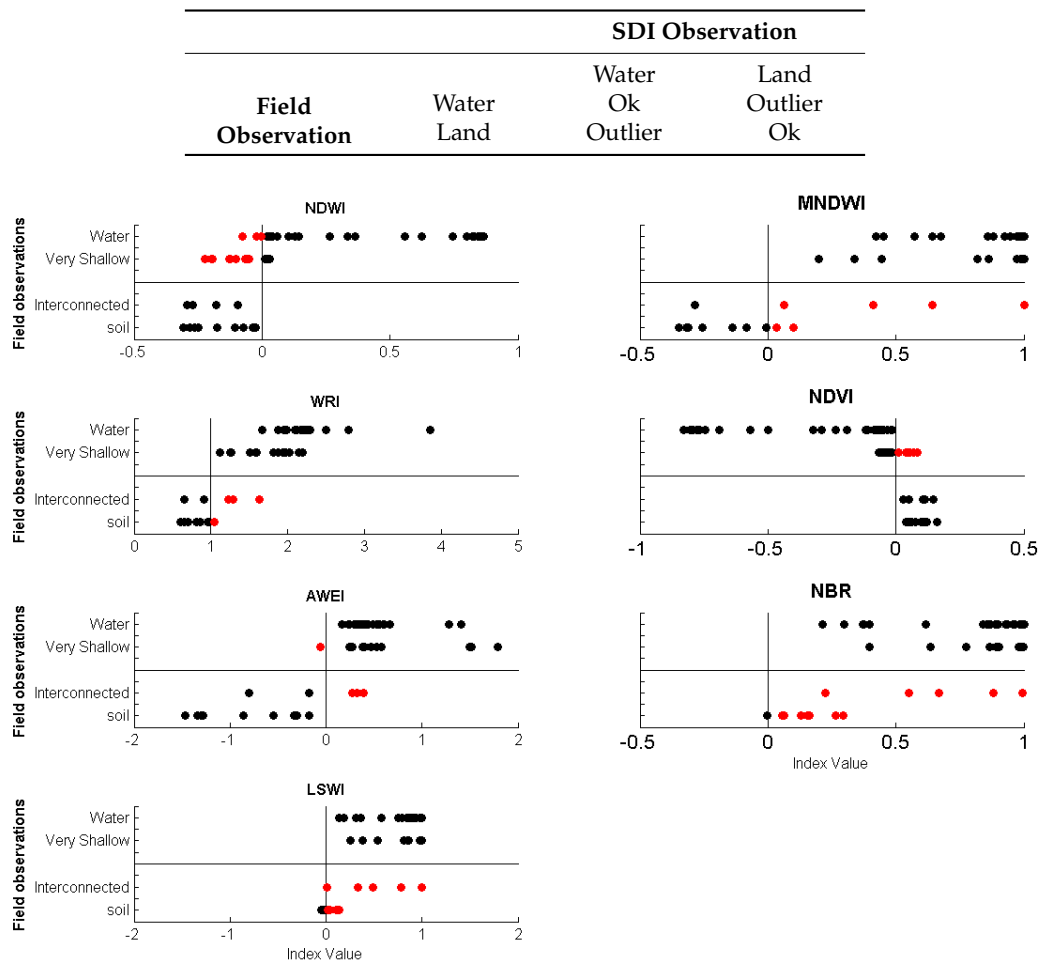 SDI Observation
Field Observation
Water
Land
Water
Ok
Outlier
Land
Outlier
Ok
NDWI
Field observations
Water
Very Shallow
Interconnected
soil
-0.5 0 0.5 1
MNDWI
-0.5 0 0.5 1
WRI
Field observations
Water
Very Shallow
Interconnected
soil
0 1 2 3 4 5
NDVI
-1 -0.5 0 0.5
AWEI
Field observations
Water
Very Shallow
Interconnected
soil
-2 -1 0 1 2
NBR
-0.5 0 0.5 1
Index Value
LSWI
Field observations
Water
Very Shallow
Interconnected
soil
-2 -1 0 1 2
Index Value